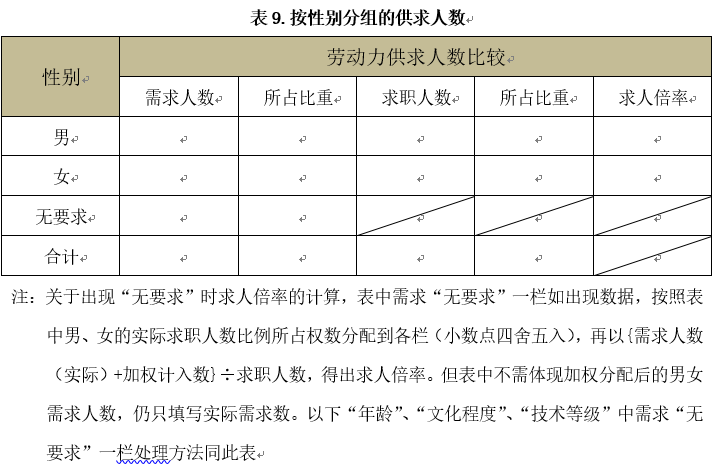 表 9.按性别分组的供求人数
性别
劳动力供求人数比较
需求人数 所占比重 求职人数 所占比重 求人倍率
男
女
无要求
合计
注：关于出现“无要求”时求人倍率的计算，表中需求“无要求”一栏如出现数据，按照表
中男、女的实际求职人数比例所占权数分配到各栏（小数点四舍五入），再以{需求人数
（实际）+加权计入数}÷求职人数，得出求人倍率。但表中不需体现加权分配后的男女
需求人数，仍只填写实际需求数。以下“年龄”、“文化程度”、“技术等级”中需求“无
要求”一栏处理方法同此表